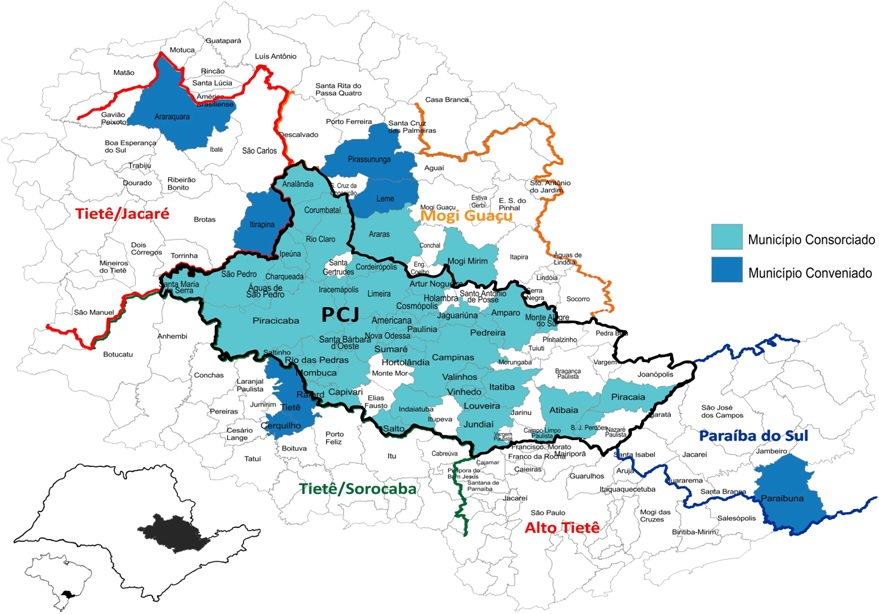 Guatapará
Motuca
Luis Antônio
Matão
Rincão
Santa Lúcia
Américo
Brasiliense
Gavião
Peixoto
Araraquara
Boa Esperança
do Sul
Ibaté
São Carlos
Descalvado
Trabiju
Dourado
Ribeirão
Bonito
Santa Rita do
Passa Quatro
Porto Ferreira
Santa Cruz
das Palmeiras
Casa Branca
Pirassununga
Aguaí
Analândia
Leme
Tietê/Jacaré
Brotas
Itirapina
Corumbataí
Mogi Guaçu
Estiva
Gerbi
E. S. do
Pinhal
Sto. Antônio
do Jardim
Mogi Guaçu
Dois
Córregos
Torrinha
Mineiros
do Tietê
Rio Claro
Araras
Conchal
Ipeúna
Santa
Gertrudes
Cordeirópolis
Eng.
Coelho
Mogi Mirim
Itapira
Águas de
Lindóia
Lindóia
Socorro
Serra
Negra
Município Consorciado
Município Conveniado
São Manuel
Santa Maria
Serra
São Pedro
Charqueada
Águas de
São Pedro
Iracemápolis
Limeira
Artur Nogueira
Holambra
Santo Antônio
de Posse
Cosmópolis
Jaguariúna
Amparo
Monte Alegre
do Sul
Piracicaba
PCJ
Americana
Paulínia
Pedreira
Nova Odessa
Santa Bárbara
d'Oeste
Sumaré
Hortolândia
Campinas
Pinhalzinho
Tuiuti
Morungaba
Vargem
Bragança
Paulista
Joanópolis
Botucatu
Anhembi
Saltinho
Rio das Pedras
Mombuca
Monte Mor
Valinhos
Vinhedo
Itatiba
Piracaia
Conchas
Laranjal
Paulista
Rafard
Capivari
Elias
Fausto
Indaiatuba
Louveira
Jarinu
Atibaia
Pereiras
Jumirim
Tietê
Cerquilho
Itupeva
Salto
Jundiaí
B. J. Perdões
Campo Limpo
Paulista
Nazaré
Paulista
São José
dos Campos
Cesário
Lange
Porto
Feliz
Boituva
Tatuí
Itu
Cabreúva
Cajamar
Francisco Morato
Franco da Rocha
Mairiporã
Caieiras
Santa Isabel
Paraíba do Sul
Jacareí
Jambeiro
Tietê/Sorocaba
Santana de
Parnaíba
Jacareí
Guarulhos
Arujá
Itaquaquecetuba
Guararema
Santa Branca
Paraibuna
São Paulo
Alto Tietê
Mogi das
Cruzes
Salesópolis
Biritiba-Mirim